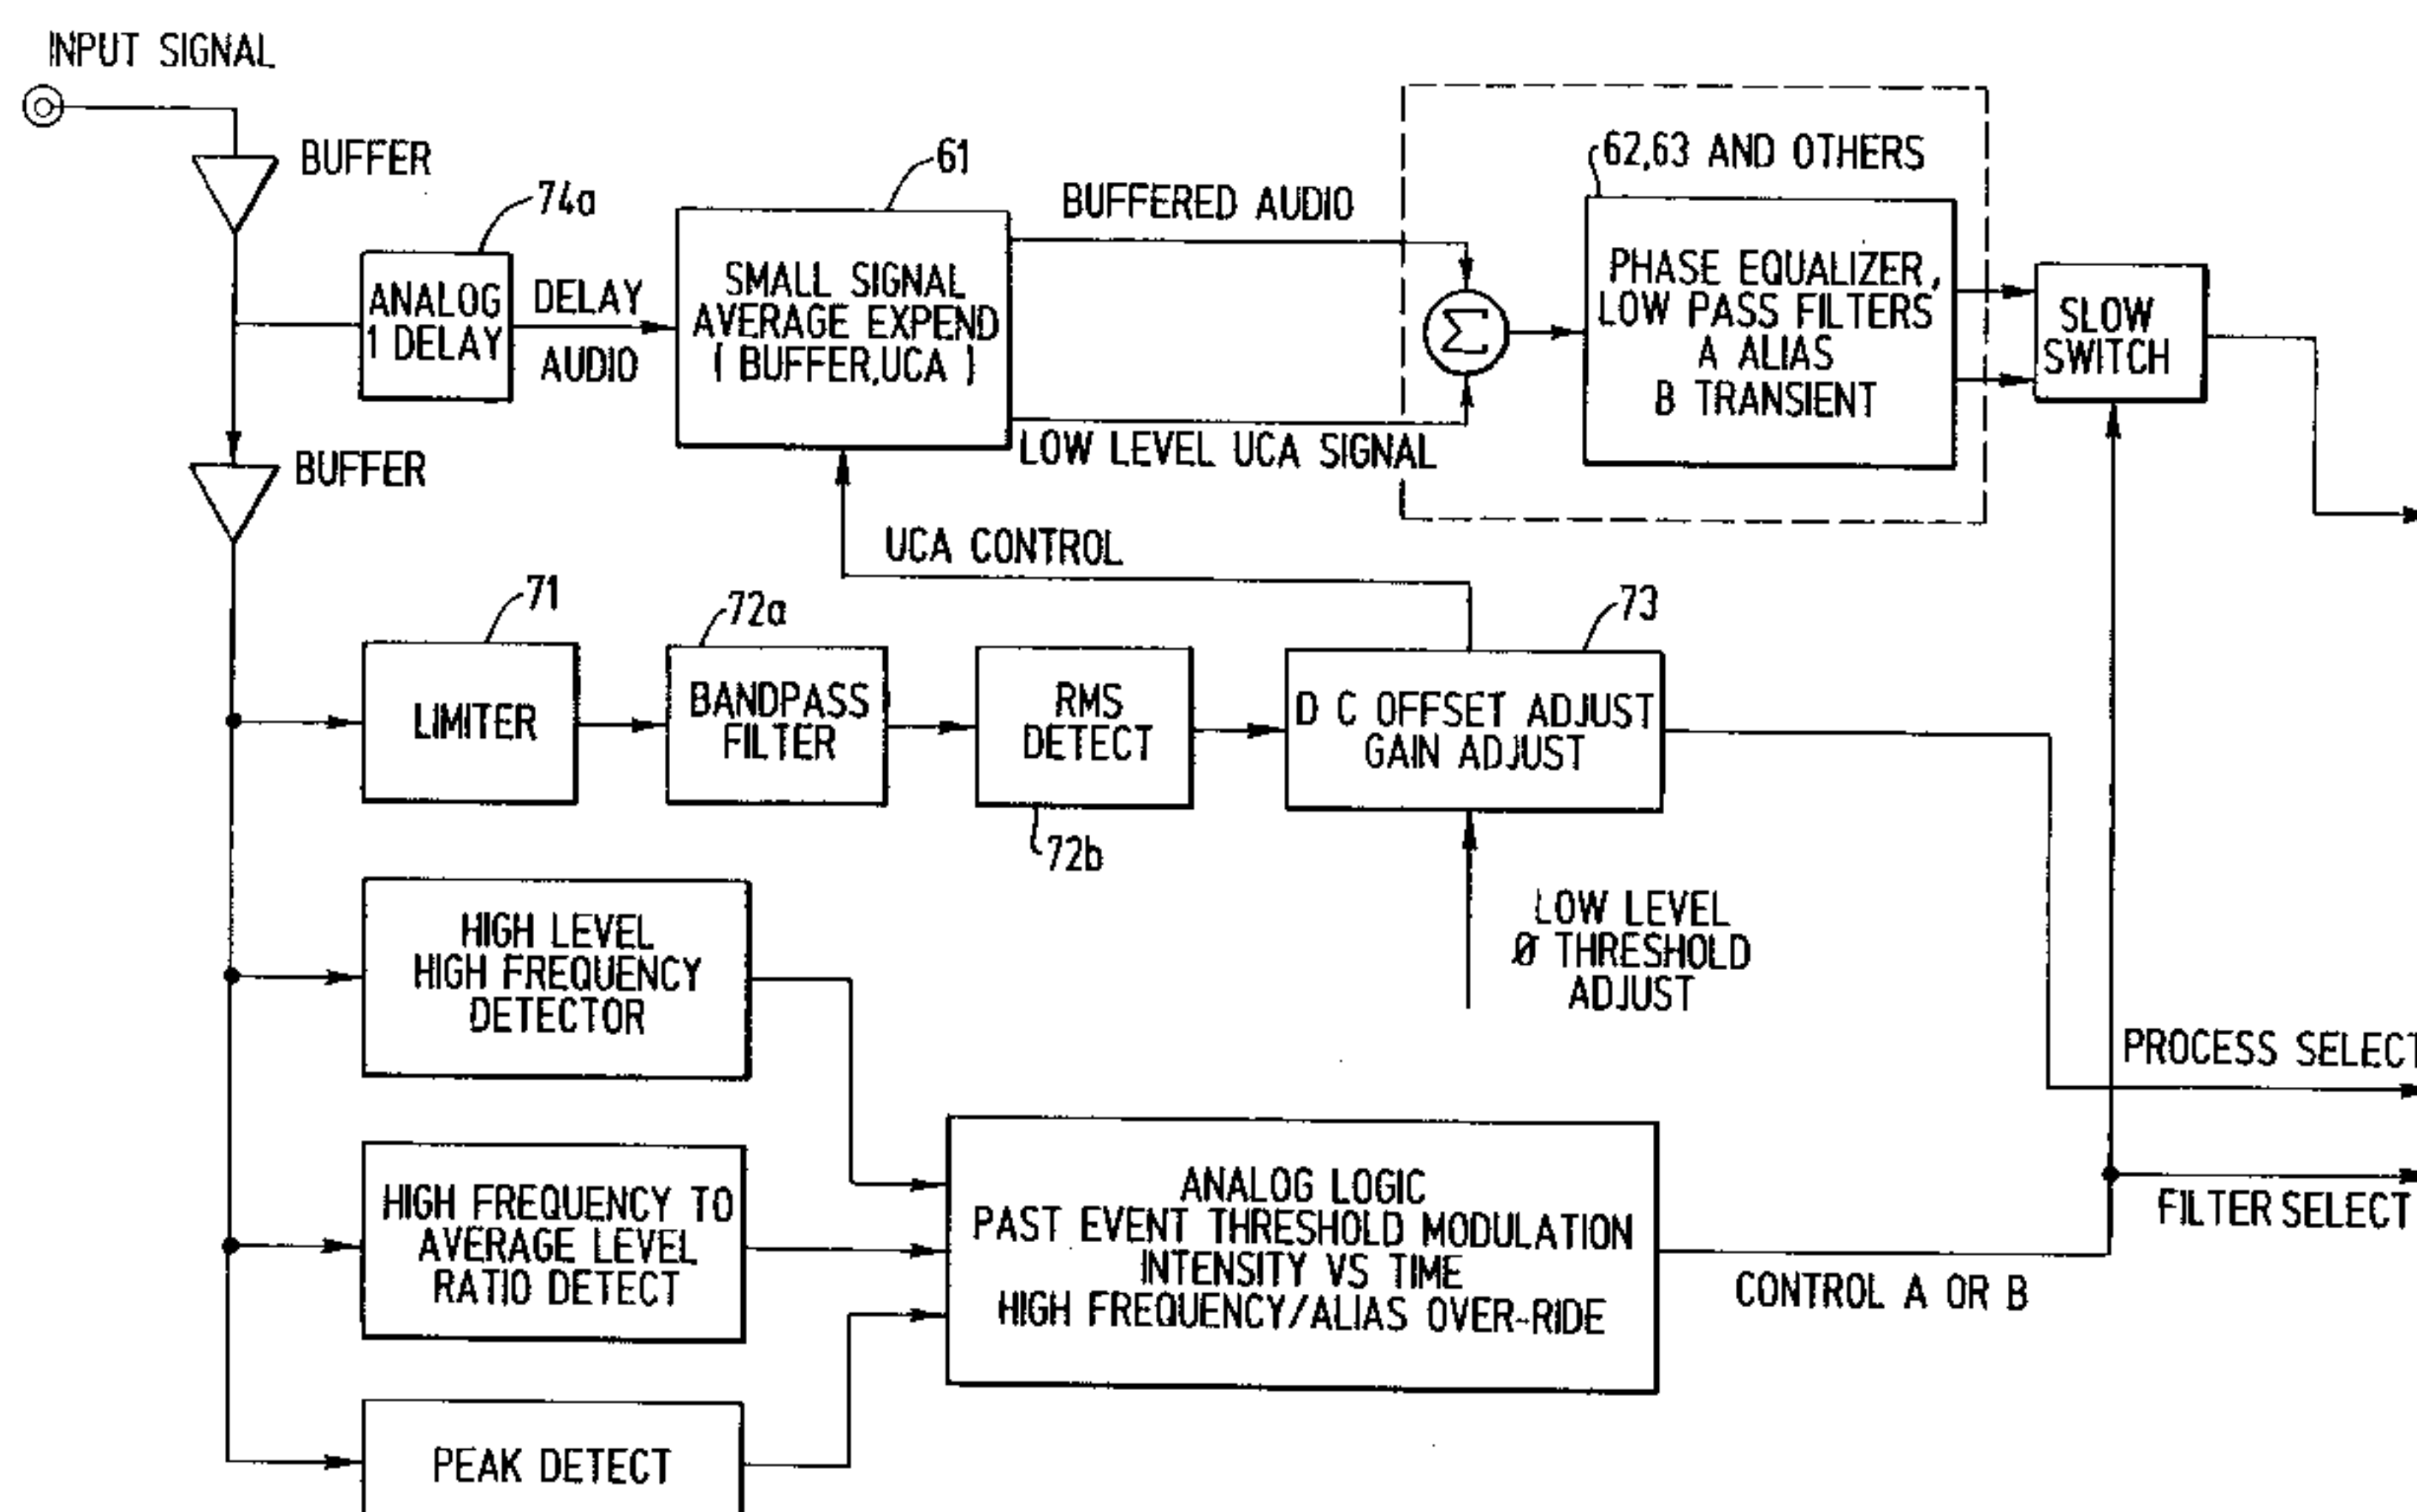 INPUT SIGNAL
BUFFER
74a
61
BUFFERED AUDIO
62,63 AND OTHERS
ANALOG
1 DELAY
DELAY
AUDIO
SMALL SIGNAL
AVERAGE EXPEND
( BUFFER,UCA )
Σ
PHASE EQUALIZER,
LOW PASS FILTERS
A ALIAS
B TRANSIENT
SLOW
SWITCH
LOW LEVEL UCA SIGNAL
BUFFER
UCA CONTROL
71
72a
73
LIMITER
BANDPASS
FILTER
RMS
DETECT
D C OFFSET ADJUST
GAIN ADJUST
72b
LOW LEVEL
Ø THRESHOLD
ADJUST
HIGH LEVEL
HIGH FREQUENCY
DETECTOR
PROCESS SELECT
HIGH FREQUENCY TO
AVERAGE LEVEL
RATIO DETECT
ANALOG LOGIC
PAST EVENT THRESHOLD MODULATION
INTENSITY VS TIME
HIGH FREQUENCY/ALIAS OVER-RIDE
FILTER SELECT
CONTROL A OR B
PEAK DETECT